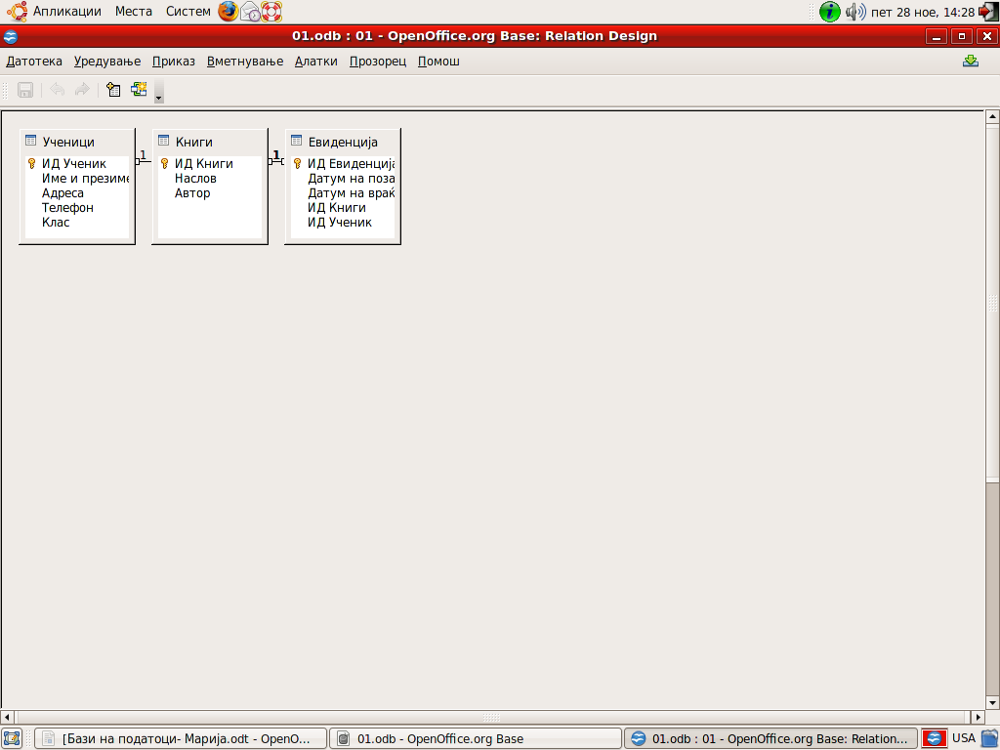 Апликации Места Систем пет 28 ное, 14:28
01.odb : 01 - OpenOffice.org Base: Relation Design
Датотека Уредување Приказ Вметнување Алатки Прозорец Помош
Ученици
ИД Ученик
Име и презиме
Адреса
Телефон
Клас
1
Книги
ИД Книги
Наслов
Автор
1
Евиденција
ИД Евиденција
Датум на поза
Датум на враќ
ИД Книги
ИД Ученик
[Бази на податоци- Марија.odt - OpenO... 01.odb - OpenOffice.org Base 01.odb : 01 - OpenOffice.org Base: Relation... USA